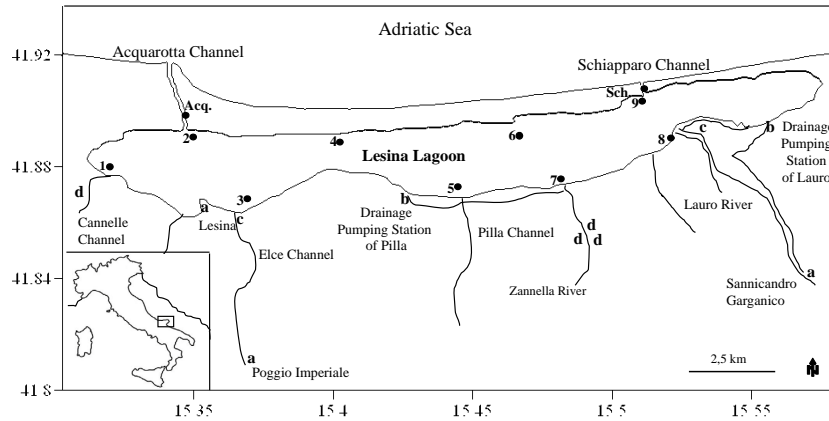 Adriatic Sea
41.92
Acquarotta Channel
Schiapparo Channel
Acq.
Sch.
9
2
4
6
8
c
b
Drainage
Pumping
Station
of Lauro
Lesina Lagoon
41.88
1
d
3
5
7
a
c
b
Cannelle
Channel
Lesina
Elce Channel
Drainage
Pumping Station
of Pilla
Pilla Channel
d
d
d
Lauro River
41.84
Zannella River
a
Sannicandro
Garganico
a
Poggio Imperiale
2,5 km
N
41.8
15.35
15.4
15.45
15.5
15.55